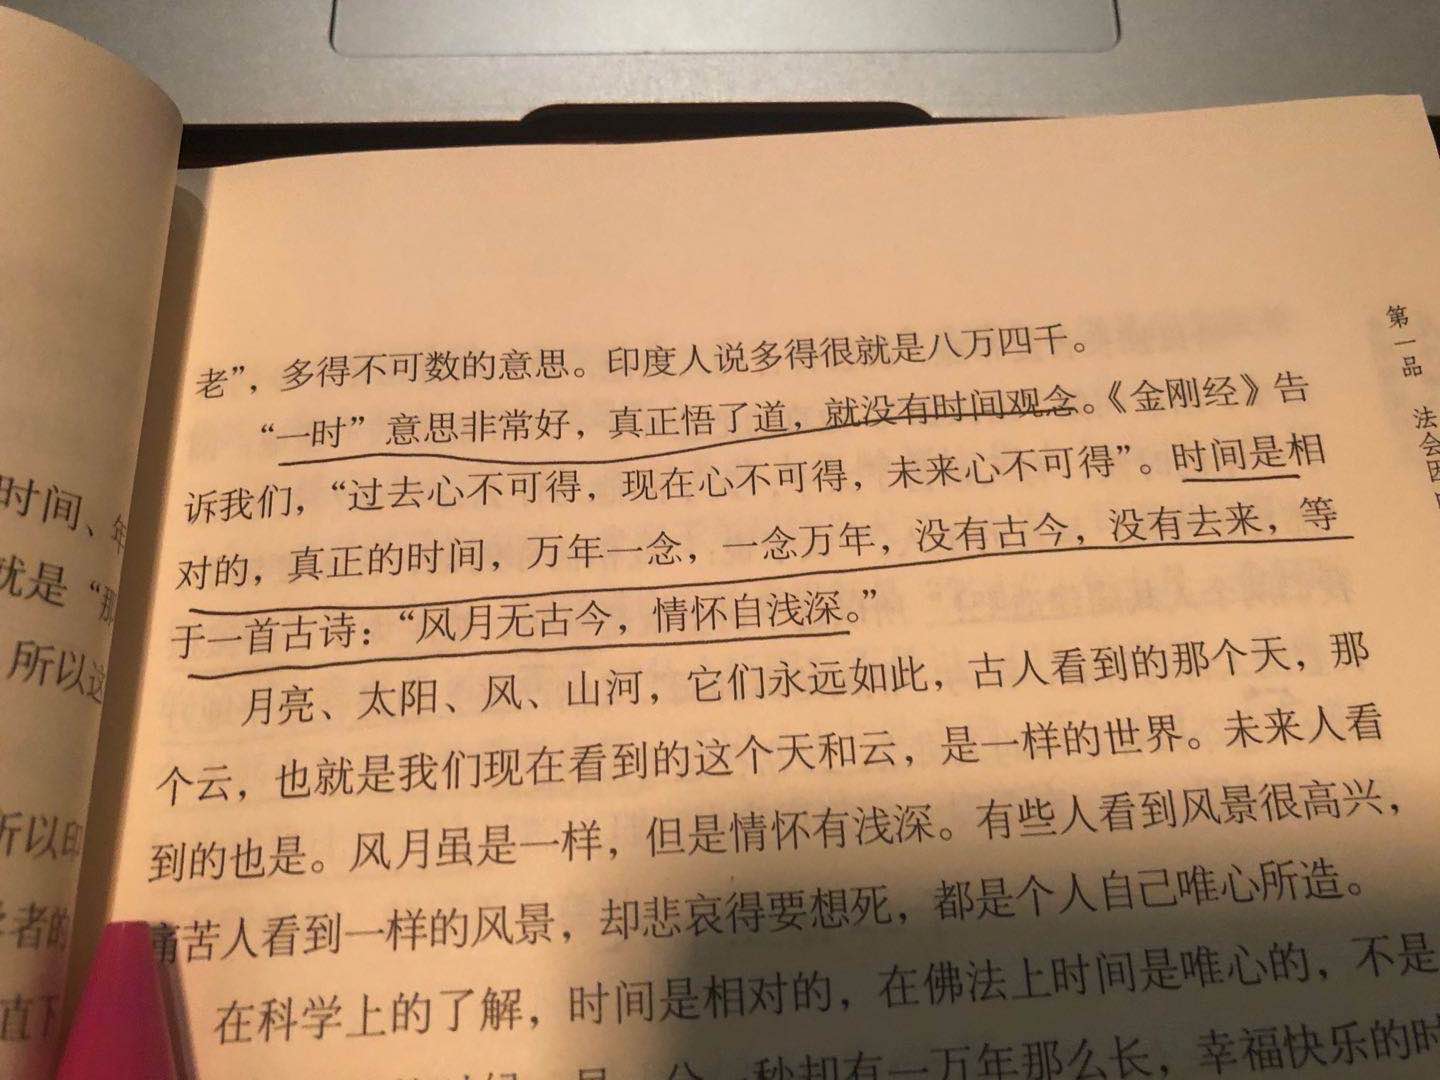 时间、年
就是“那
所以这
所以印
学者的
直下
老”，多得不可数的意思。印度人说多得很就是八万四千。
“一时”意思非常好，真正悟了道，就没有时间观念。《金刚经》告
诉我们，“过去心不可得，现在心不可得，未来心不可得”。时间是相
对的，真正的时间，万年一念，一念万年，没有古今，没有去来，等
于一首古诗：“风月无古今，情怀自浅深。”
月亮、太阳、风、山河，它们永远如此，古人看到的那个天，那
个云，也就是我们现在看到的这个天和云，是一样的世界。未来人看
到的也是。风月虽是一样，但是情怀有浅深。有些人看到风景很高兴，
痛苦人看到一样的风景，却悲哀得要想死，都是个人自己唯心所造。
在科学上的了解，时间是相对的，在佛法上时间是唯心的，不是
一秒却有一万年那么长，幸福快乐的时
第一品 法会因